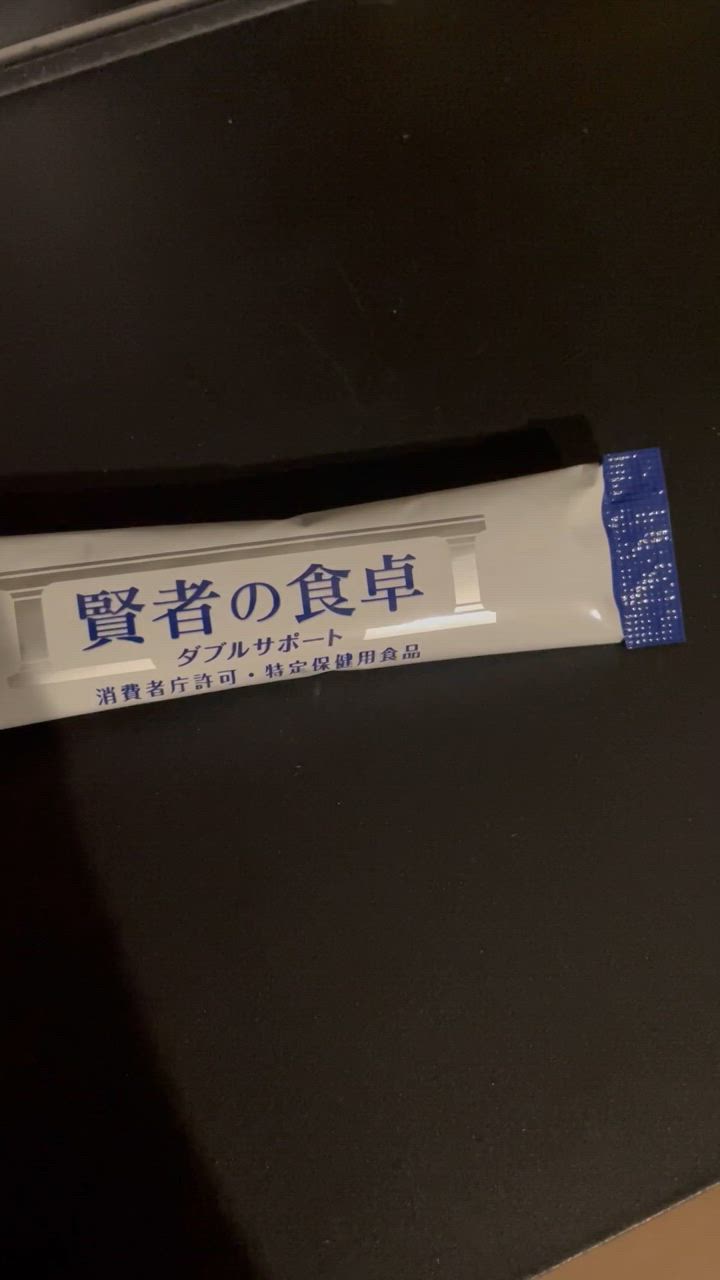 賢者の食卓
ダブルサポート
消費者庁許可・特定保健用食品